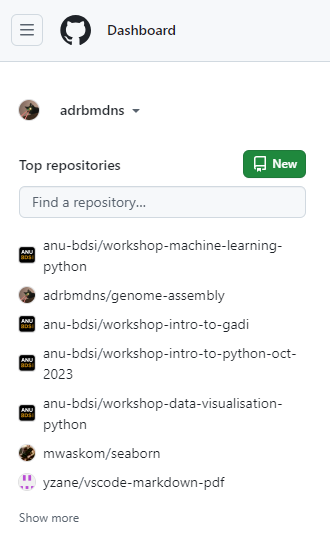 Dashboard
adrbmdns
Top repositories
New
Find a repository...
ANU BDSI
anu-bdsi/workshop-machine-learning-
python
adrbmdns/genome-assembly
ANU BDSI
anu-bdsi/workshop-intro-to-gadi
ANU BDSI
anu-bdsi/workshop-intro-to-python-oct-
2023
ANU BDSI
anu-bdsi/workshop-data-visualisation-
python
mwaskom/seaborn
yzane/vscode-markdown-pdf
Show more